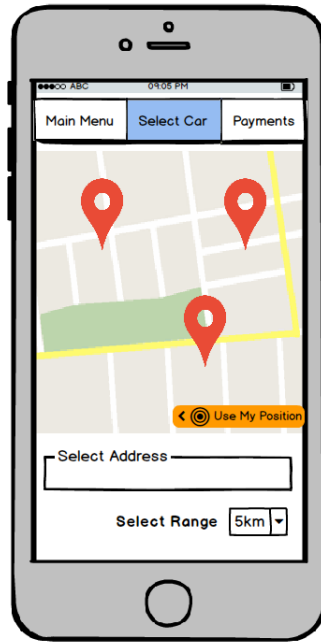 ABC 09:05 PM
Main Menu Select Car Payments
Use My Position
Select Address
Select Range 5km